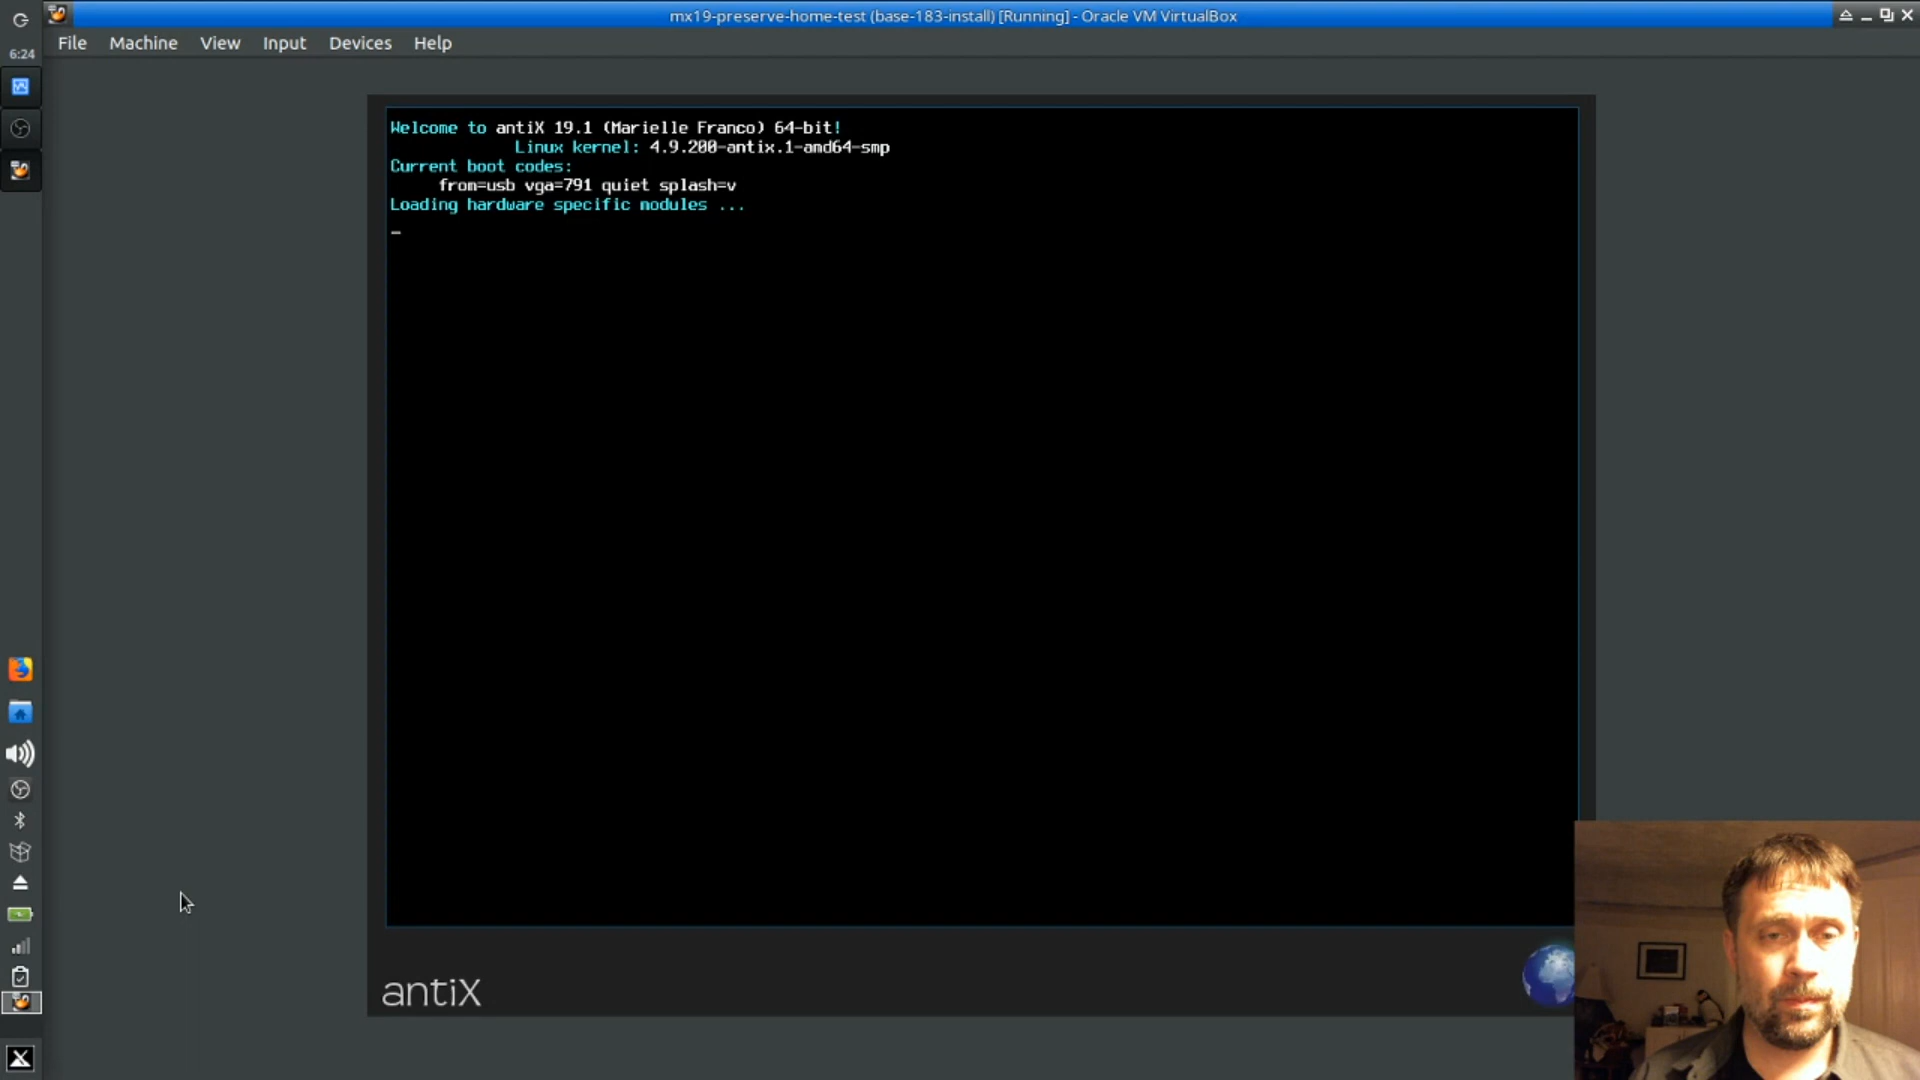 mx19-preserve-home-test (base-183-install) [Running] - Oracle VM VirtualBox
6:24
File Machine View Input Devices Help
Welcome to antiX 19.1 (Marielle Franco) 64-bit!
Linux kernel: 4.9.200-antix.1-amd64-smp
Current boot codes:
from=usb vga=791 quiet splash=v
Loading hardware specific modules ...
_
antiX